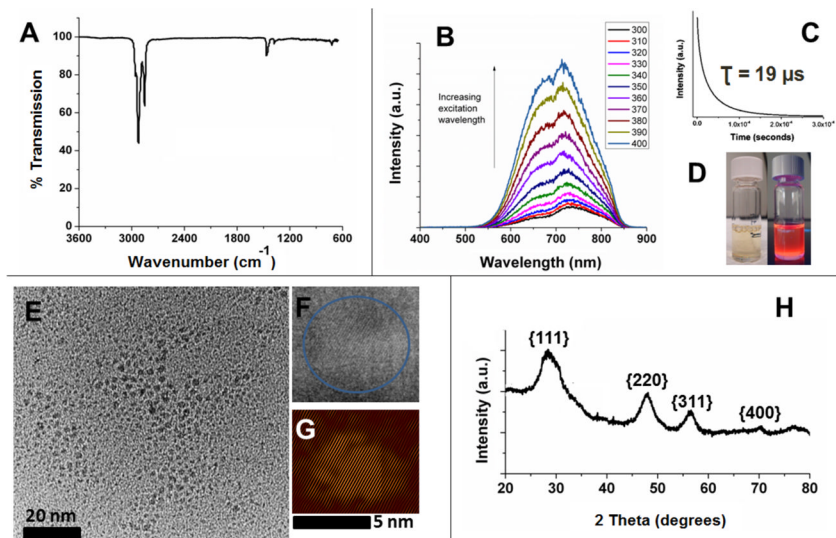 A
% Transmission
100
80
60
40
20
0
3600
3000
2400
1800
1200
600
Wavenumber (cm-1)
B
Intensity (a.u.)
Increasing
excitation
wavelength
300
310
320
330
340
350
360
370
380
390
400
400
500
600
700
800
900
Wavelength (nm)
C
Intensity (a.u.)
τ = 19 µs
0.0
Time (seconds)
D
E
20 nm
F
G
5 nm
H
Intensity (a.u.)
{111}
{220}
{311}
{400}
20
30
40
50
60
70
80
2 Theta (degrees)